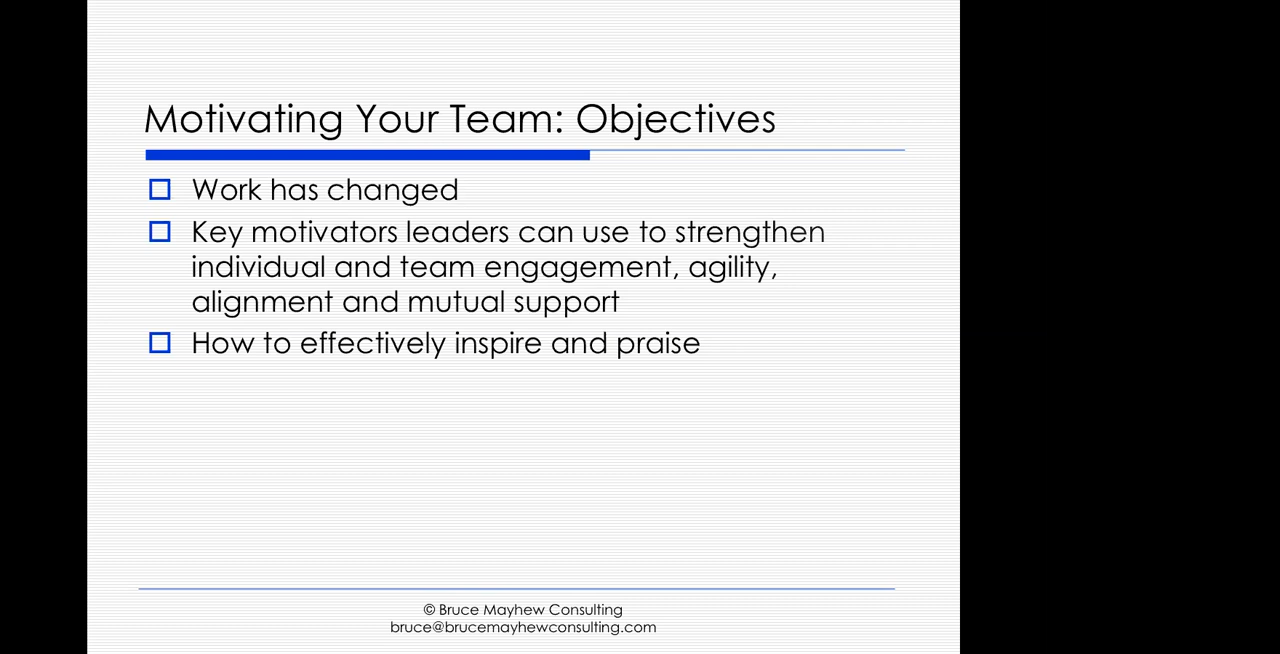 Motivating Your Team: Objectives
Work has changed
Key motivators leaders can use to strengthen
individual and team engagement, agility,
alignment and mutual support
How to effectively inspire and praise
© Bruce Mayhew Consulting
bruce@brucemayhewconsulting.com